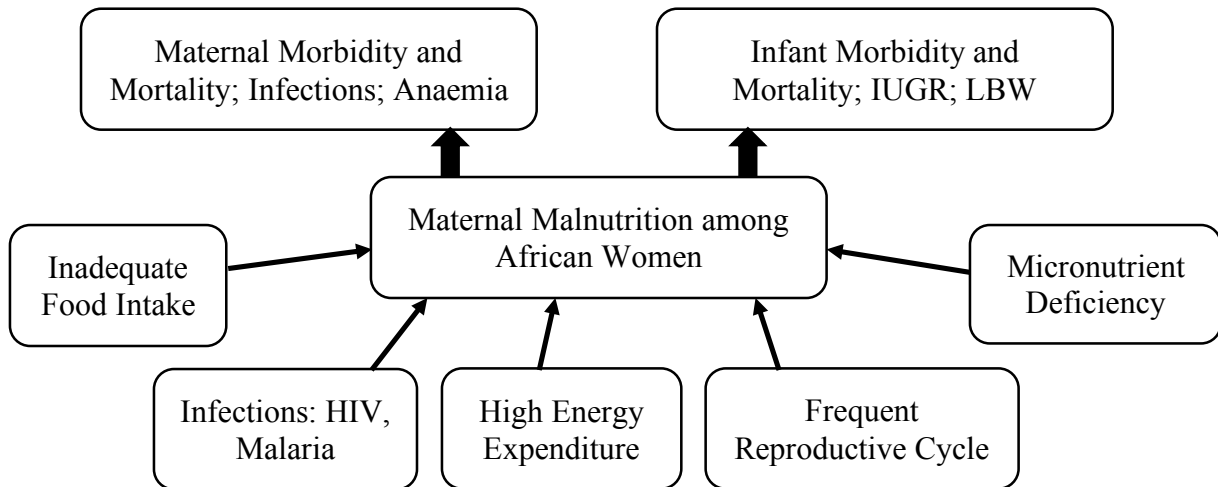 Maternal Morbidity and
Mortality; Infections; Anaemia
Infant Morbidity and
Mortality; IUGR; LBW
Maternal Malnutrition among
African Women
Inadequate
Food Intake
Micronutrient
Deficiency
Infections: HIV,
Malaria
High Energy
Expenditure
Frequent
Reproductive Cycle